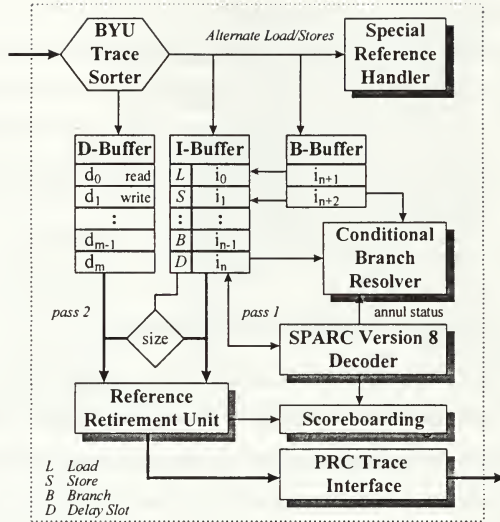 BYU
Trace
Sorter
Alternate Load/Stores
Special
Reference
Handler
D-Buffer
d0 read
d1 write
:
dm-1
dm
I-Buffer
L i0
S i1
: :
B in-1
D in
B-Buffer
in+1
in+2
Conditional
Branch
Resolver
pass 2
size
pass 1
annul status
SPARC Version 8
Decoder
Reference
Retirement Unit
Scoreboarding
PRC Trace
Interface
L Load
S Store
B Branch
D Delay Slot